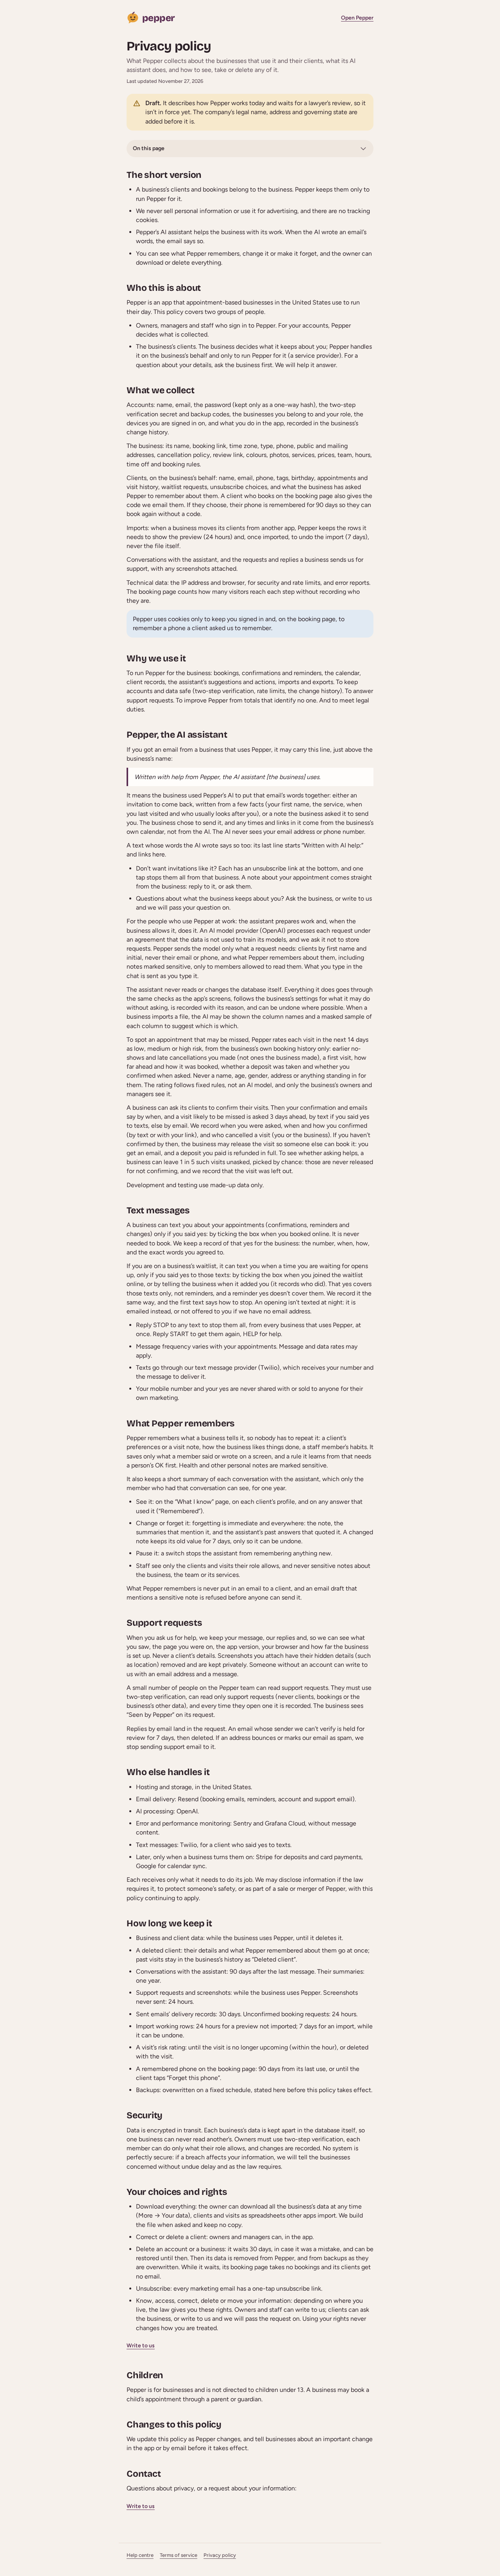 pepper
Open Pepper
Privacy policy
What Pepper collects about the businesses that use it and their clients, what its AI
assistant does, and how to see, take or delete any of it.
Last updated November 27, 2026
Draft. It describes how Pepper works today and waits for a lawyer's review, so it
isn't in force yet. The company's legal name, address and governing state are
added before it is.
On this page
The short version
• A business's clients and bookings belong to the business. Pepper keeps them only to
run Pepper for it.
• We never sell personal information or use it for advertising, and there are no tracking
cookies.
• Pepper's AI assistant helps the business with its work. When the AI wrote an email's
words, the email says so.
• You can see what Pepper remembers, change it or make it forget, and the owner can
download or delete everything.
Who this is about
Pepper is an app that appointment-based businesses in the United States use to run
their day. This policy covers two groups of people.
• Owners, managers and staff who sign in to Pepper. For your accounts, Pepper
decides what is collected.
• The business's clients. The business decides what it keeps about you; Pepper handles
it on the business's behalf and only to run Pepper for it (a service provider). For a
question about your details, ask the business first. We will help it answer.
What we collect
Accounts: name, email, the password (kept only as a one-way hash), the two-step
verification secret and backup codes, the businesses you belong to and your role, the
devices you are signed in on, and what you do in the app, recorded in the business's
change history.
The business: its name, booking link, time zone, type, phone, public and mailing
addresses, cancellation policy, review link, colours, photos, services, prices, team, hours,
time off and booking rules.
Clients, on the business's behalf: name, email, phone, tags, birthday, appointments and
visit history, waitlist requests, unsubscribe choices, and what the business has asked
Pepper to remember about them. A client who books on the booking page also gives the
code we email them. If they choose, their phone is remembered for 90 days so they can
book again without a code.
Imports: when a business moves its clients from another app, Pepper keeps the rows it
needs to show the preview (24 hours) and, once imported, to undo the import (7 days),
never the file itself.
Conversations with the assistant, and the requests and replies a business sends us for
support, with any screenshots attached.
Technical data: the IP address and browser, for security and rate limits, and error reports.
The booking page counts how many visitors reach each step without recording who
they are.
Pepper uses cookies only to keep you signed in and, on the booking page, to
remember a phone a client asked us to remember.
Why we use it
To run Pepper for the business: bookings, confirmations and reminders, the calendar,
client records, the assistant's suggestions and actions, imports and exports. To keep
accounts and data safe (two-step verification, rate limits, the change history). To answer
support requests. To improve Pepper from totals that identify no one. And to meet legal
duties.
Pepper, the AI assistant
If you got an email from a business that uses Pepper, it may carry this line, just above the
business's name:
Written with help from Pepper, the AI assistant [the business] uses.
It means the business used Pepper's AI to put that email's words together: either an
invitation to come back, written from a few facts (your first name, the service, when
you last visited and who usually looks after you), or a note the business asked it to send
you. The business chose to send it, and any times and links in it come from the business's
own calendar, not from the AI. The AI never sees your email address or phone number.
A text whose words the AI wrote says so too: its last line starts "Written with AI help:"
and links here.
• Don't want invitations like it? Each has an unsubscribe link at the bottom, and one
tap stops them all from that business. A note about your appointment comes straight
from the business: reply to it, or ask them.
• Questions about what the business keeps about you? Ask the business, or write to us
and we will pass your question on.
For the people who use Pepper at work: the assistant prepares work and, when the
business allows it, does it. An AI model provider (OpenAI) processes each request under
an agreement that the data is not used to train its models, and we ask it not to store
requests. Pepper sends the model only what a request needs: clients by first name and
initial, never their email or phone, and what Pepper remembers about them, including
notes marked sensitive, only to members allowed to read them. What you type in the
chat is sent as you type it.
The assistant never reads or changes the database itself. Everything it does goes through
the same checks as the app's screens, follows the business's settings for what it may do
without asking, is recorded with its reason, and can be undone where possible. When a
business imports a file, the AI may be shown the column names and a masked sample of
each column to suggest which is which.
To spot an appointment that may be missed, Pepper rates each visit in the next 14 days
as low, medium or high risk, from the business's own booking history only: earlier no-
shows and late cancellations you made (not ones the business made), a first visit, how
far ahead and how it was booked, whether a deposit was taken and whether you
confirmed when asked. Never a name, age, gender, address or anything standing in for
them. The rating follows fixed rules, not an AI model, and only the business's owners and
managers see it.
A business can ask its clients to confirm their visits. Then your confirmation and emails
say by when, and a visit likely to be missed is asked 3 days ahead, by text if you said yes
to texts, else by email. We record when you were asked, when and how you confirmed
(by text or with your link), and who cancelled a visit (you or the business). If you haven't
confirmed by then, the business may release the visit so someone else can book it: you
get an email, and a deposit you paid is refunded in full. To see whether asking helps, a
business can leave 1 in 5 such visits unasked, picked by chance: those are never released
for not confirming, and we record that the visit was left out.
Development and testing use made-up data only.
Text messages
A business can text you about your appointments (confirmations, reminders and
changes) only if you said yes: by ticking the box when you booked online. It is never
needed to book. We keep a record of that yes for the business: the number, when, how,
and the exact words you agreed to.
If you are on a business's waitlist, it can text you when a time you are waiting for opens
up, only if you said yes to those texts: by ticking the box when you joined the waitlist
online, or by telling the business when it added you (it records who did). That yes covers
those texts only, not reminders, and a reminder yes doesn't cover them. We record it the
same way, and the first text says how to stop. An opening isn't texted at night: it is
emailed instead, or not offered to you if we have no email address.
• Reply STOP to any text to stop them all, from every business that uses Pepper, at
once. Reply START to get them again, HELP for help.
• Message frequency varies with your appointments. Message and data rates may
apply.
• Texts go through our text message provider (Twilio), which receives your number and
the message to deliver it.
• Your mobile number and your yes are never shared with or sold to anyone for their
own marketing.
What Pepper remembers
Pepper remembers what a business tells it, so nobody has to repeat it: a client's
preferences or a visit note, how the business likes things done, a staff member's habits. It
saves only what a member said or wrote on a screen, and a rule it learns from that needs
a person's OK first. Health and other personal notes are marked sensitive.
It also keeps a short summary of each conversation with the assistant, which only the
member who had that conversation can see, for one year.
• See it: on the "What I know" page, on each client's profile, and on any answer that
used it ("Remembered").
• Change or forget it: forgetting is immediate and everywhere: the note, the
summaries that mention it, and the assistant's past answers that quoted it. A changed
note keeps its old value for 7 days, only so it can be undone.
• Pause it: a switch stops the assistant from remembering anything new.
• Staff see only the clients and visits their role allows, and never sensitive notes about
the business, the team or its services.
What Pepper remembers is never put in an email to a client, and an email draft that
mentions a sensitive note is refused before anyone can send it.
Support requests
When you ask us for help, we keep your message, our replies and, so we can see what
you saw, the page you were on, the app version, your browser and how far the business
is set up. Never a client's details. Screenshots you attach have their hidden details (such
as location) removed and are kept privately. Someone without an account can write to
us with an email address and a message.
A small number of people on the Pepper team can read support requests. They must use
two-step verification, can read only support requests (never clients, bookings or the
business's other data), and every time they open one it is recorded. The business sees
"Seen by Pepper" on its request.
Replies by email land in the request. An email whose sender we can't verify is held for
review for 7 days, then deleted. If an address bounces or marks our email as spam, we
stop sending support email to it.
Who else handles it
• Hosting and storage, in the United States.
• Email delivery: Resend (booking emails, reminders, account and support email).
• AI processing: OpenAI.
• Error and performance monitoring: Sentry and Grafana Cloud, without message
content.
• Text messages: Twilio, for a client who said yes to texts.
• Later, only when a business turns them on: Stripe for deposits and card payments,
Google for calendar sync.
Each receives only what it needs to do its job. We may disclose information if the law
requires it, to protect someone's safety, or as part of a sale or merger of Pepper, with this
policy continuing to apply.
How long we keep it
• Business and client data: while the business uses Pepper, until it deletes it.
• A deleted client: their details and what Pepper remembered about them go at once;
past visits stay in the business's history as "Deleted client".
• Conversations with the assistant: 90 days after the last message. Their summaries:
one year.
• Support requests and screenshots: while the business uses Pepper. Screenshots
never sent: 24 hours.
• Sent emails' delivery records: 30 days. Unconfirmed booking requests: 24 hours.
• Import working rows: 24 hours for a preview not imported; 7 days for an import, while
it can be undone.
• A visit's risk rating: until the visit is no longer upcoming (within the hour), or deleted
with the visit.
• A remembered phone on the booking page: 90 days from its last use, or until the
client taps "Forget this phone".
• Backups: overwritten on a fixed schedule, stated here before this policy takes effect.
Security
Data is encrypted in transit. Each business's data is kept apart in the database itself, so
one business can never read another's. Owners must use two-step verification, each
member can do only what their role allows, and changes are recorded. No system is
perfectly secure: if a breach affects your information, we will tell the businesses
concerned without undue delay and as the law requires.
Your choices and rights
• Download everything: the owner can download all the business's data at any time
(More → Your data), clients and visits as spreadsheets other apps import. We build
the file when asked and keep no copy.
• Correct or delete a client: owners and managers can, in the app.
• Delete an account or a business: it waits 30 days, in case it was a mistake, and can be
restored until then. Then its data is removed from Pepper, and from backups as they
are overwritten. While it waits, its booking page takes no bookings and its clients get
no email.
• Unsubscribe: every marketing email has a one-tap unsubscribe link.
• Know, access, correct, delete or move your information: depending on where you
live, the law gives you these rights. Owners and staff can write to us; clients can ask
the business, or write to us and we will pass the request on. Using your rights never
changes how you are treated.
Write to us
Children
Pepper is for businesses and is not directed to children under 13. A business may book a
child's appointment through a parent or guardian.
Changes to this policy
We update this policy as Pepper changes, and tell businesses about an important change
in the app or by email before it takes effect.
Contact
Questions about privacy, or a request about your information:
Write to us
Help centre
Terms of service
Privacy policy